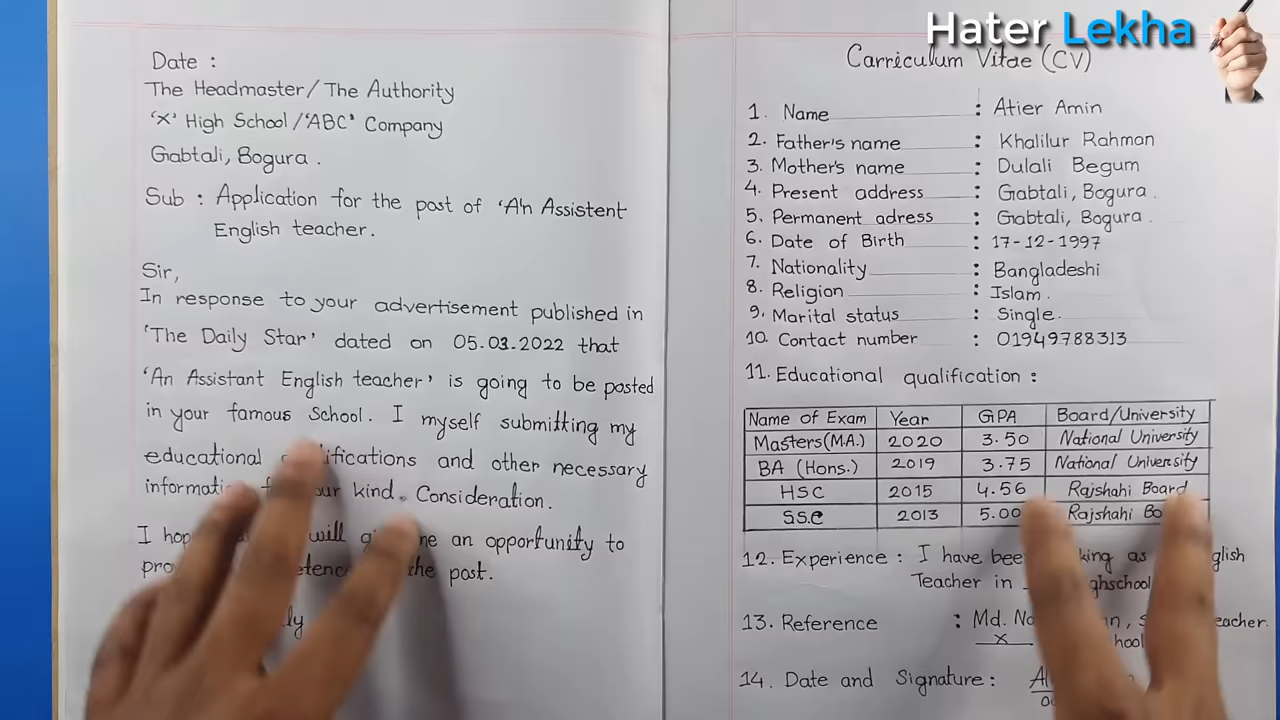 Hater Lekha
Date :
The Headmaster/The Authority
'X' High School/'ABC' Company
Gabtali, Bogura .
Sub : Application for the post of 'An Assistent
English teacher.
Sir,
In response to your advertisement published in
'The Daily Star' dated on 05.03.2022 that
'An Assistant English teacher' is going to be posted
in your famous School. I myself submitting my
educational and other necessary
kind Consideration.
I will an opportunity to
the post.
Carriculum Vitae (CV)
1. Name : Atier Amin
2. Father's name : Khalilur Rahman
3. Mother's name : Dulali Begum
4. Present address : Gabtali, Bogura .
5. Permanent adress : Gabtali, Bogura .
6. Date of Birth : 17-12-1997
7. Nationality : Bangladeshi
8. Religion : Islam.
9. Marital status : Single.
10. Contact number : 01949788313
11. Educational qualification :
Name of Exam Year GPA Board/University
Masters(M.A.) 2020 3.50 National University
BA (Hons.) 2019 3.75 National University
HSC 2015 4.56 Rajshahi Board
S.S.C 2013 5.00 Rajshahi
12. Experience : I have as English
Teacher in
13. Reference : Md.
X
14. Date and Signature :